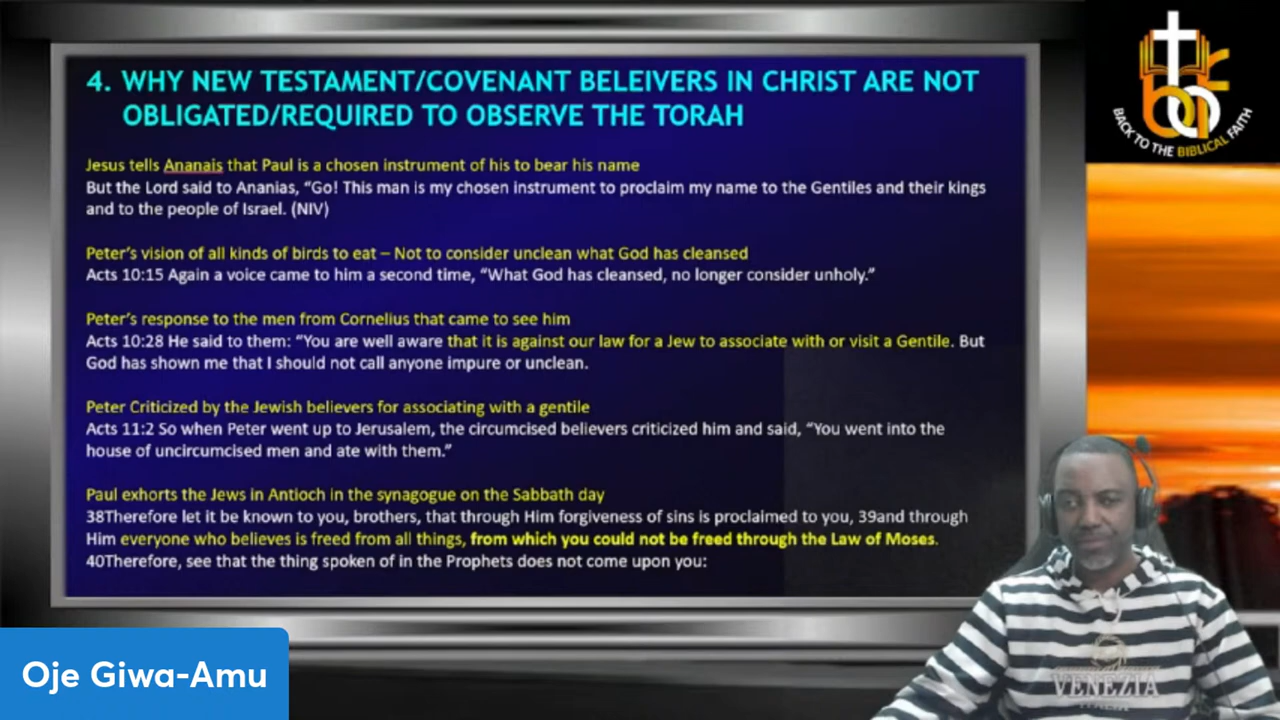 4. WHY NEW TESTAMENT/COVENANT BELEIVERS IN CHRIST ARE NOT
OBLIGATED/REQUIRED TO OBSERVE THE TORAH
Jesus tells Ananais that Paul is a chosen instrument of his to bear his name
But the Lord said to Ananias, “Go! This man is my chosen instrument to proclaim my name to the Gentiles and their kings
and to the people of Israel. (NIV)
Peter’s vision of all kinds of birds to eat – Not to consider unclean what God has cleansed
Acts 10:15 Again a voice came to him a second time, “What God has cleansed, no longer consider unholy.”
Peter’s response to the men from Cornelius that came to see him
Acts 10:28 He said to them: “You are well aware that it is against our law for a Jew to associate with or visit a Gentile. But
God has shown me that I should not call anyone impure or unclean.
Peter Criticized by the Jewish believers for associating with a gentile
Acts 11:2 So when Peter went up to Jerusalem, the circumcised believers criticized him and said, “You went into the
house of uncircumcised men and ate with them.”
Paul exhorts the Jews in Antioch in the synagogue on the Sabbath day
38Therefore let it be known to you, brothers, that through Him forgiveness of sins is proclaimed to you, 39and through
Him everyone who believes is freed from all things, from which you could not be freed through the Law of Moses.
40Therefore, see that the thing spoken of in the Prophets does not come upon you:
BACK TO THE BIBLICAL FAITH
VENEZIA
ITALIA
Oje Giwa-Amu